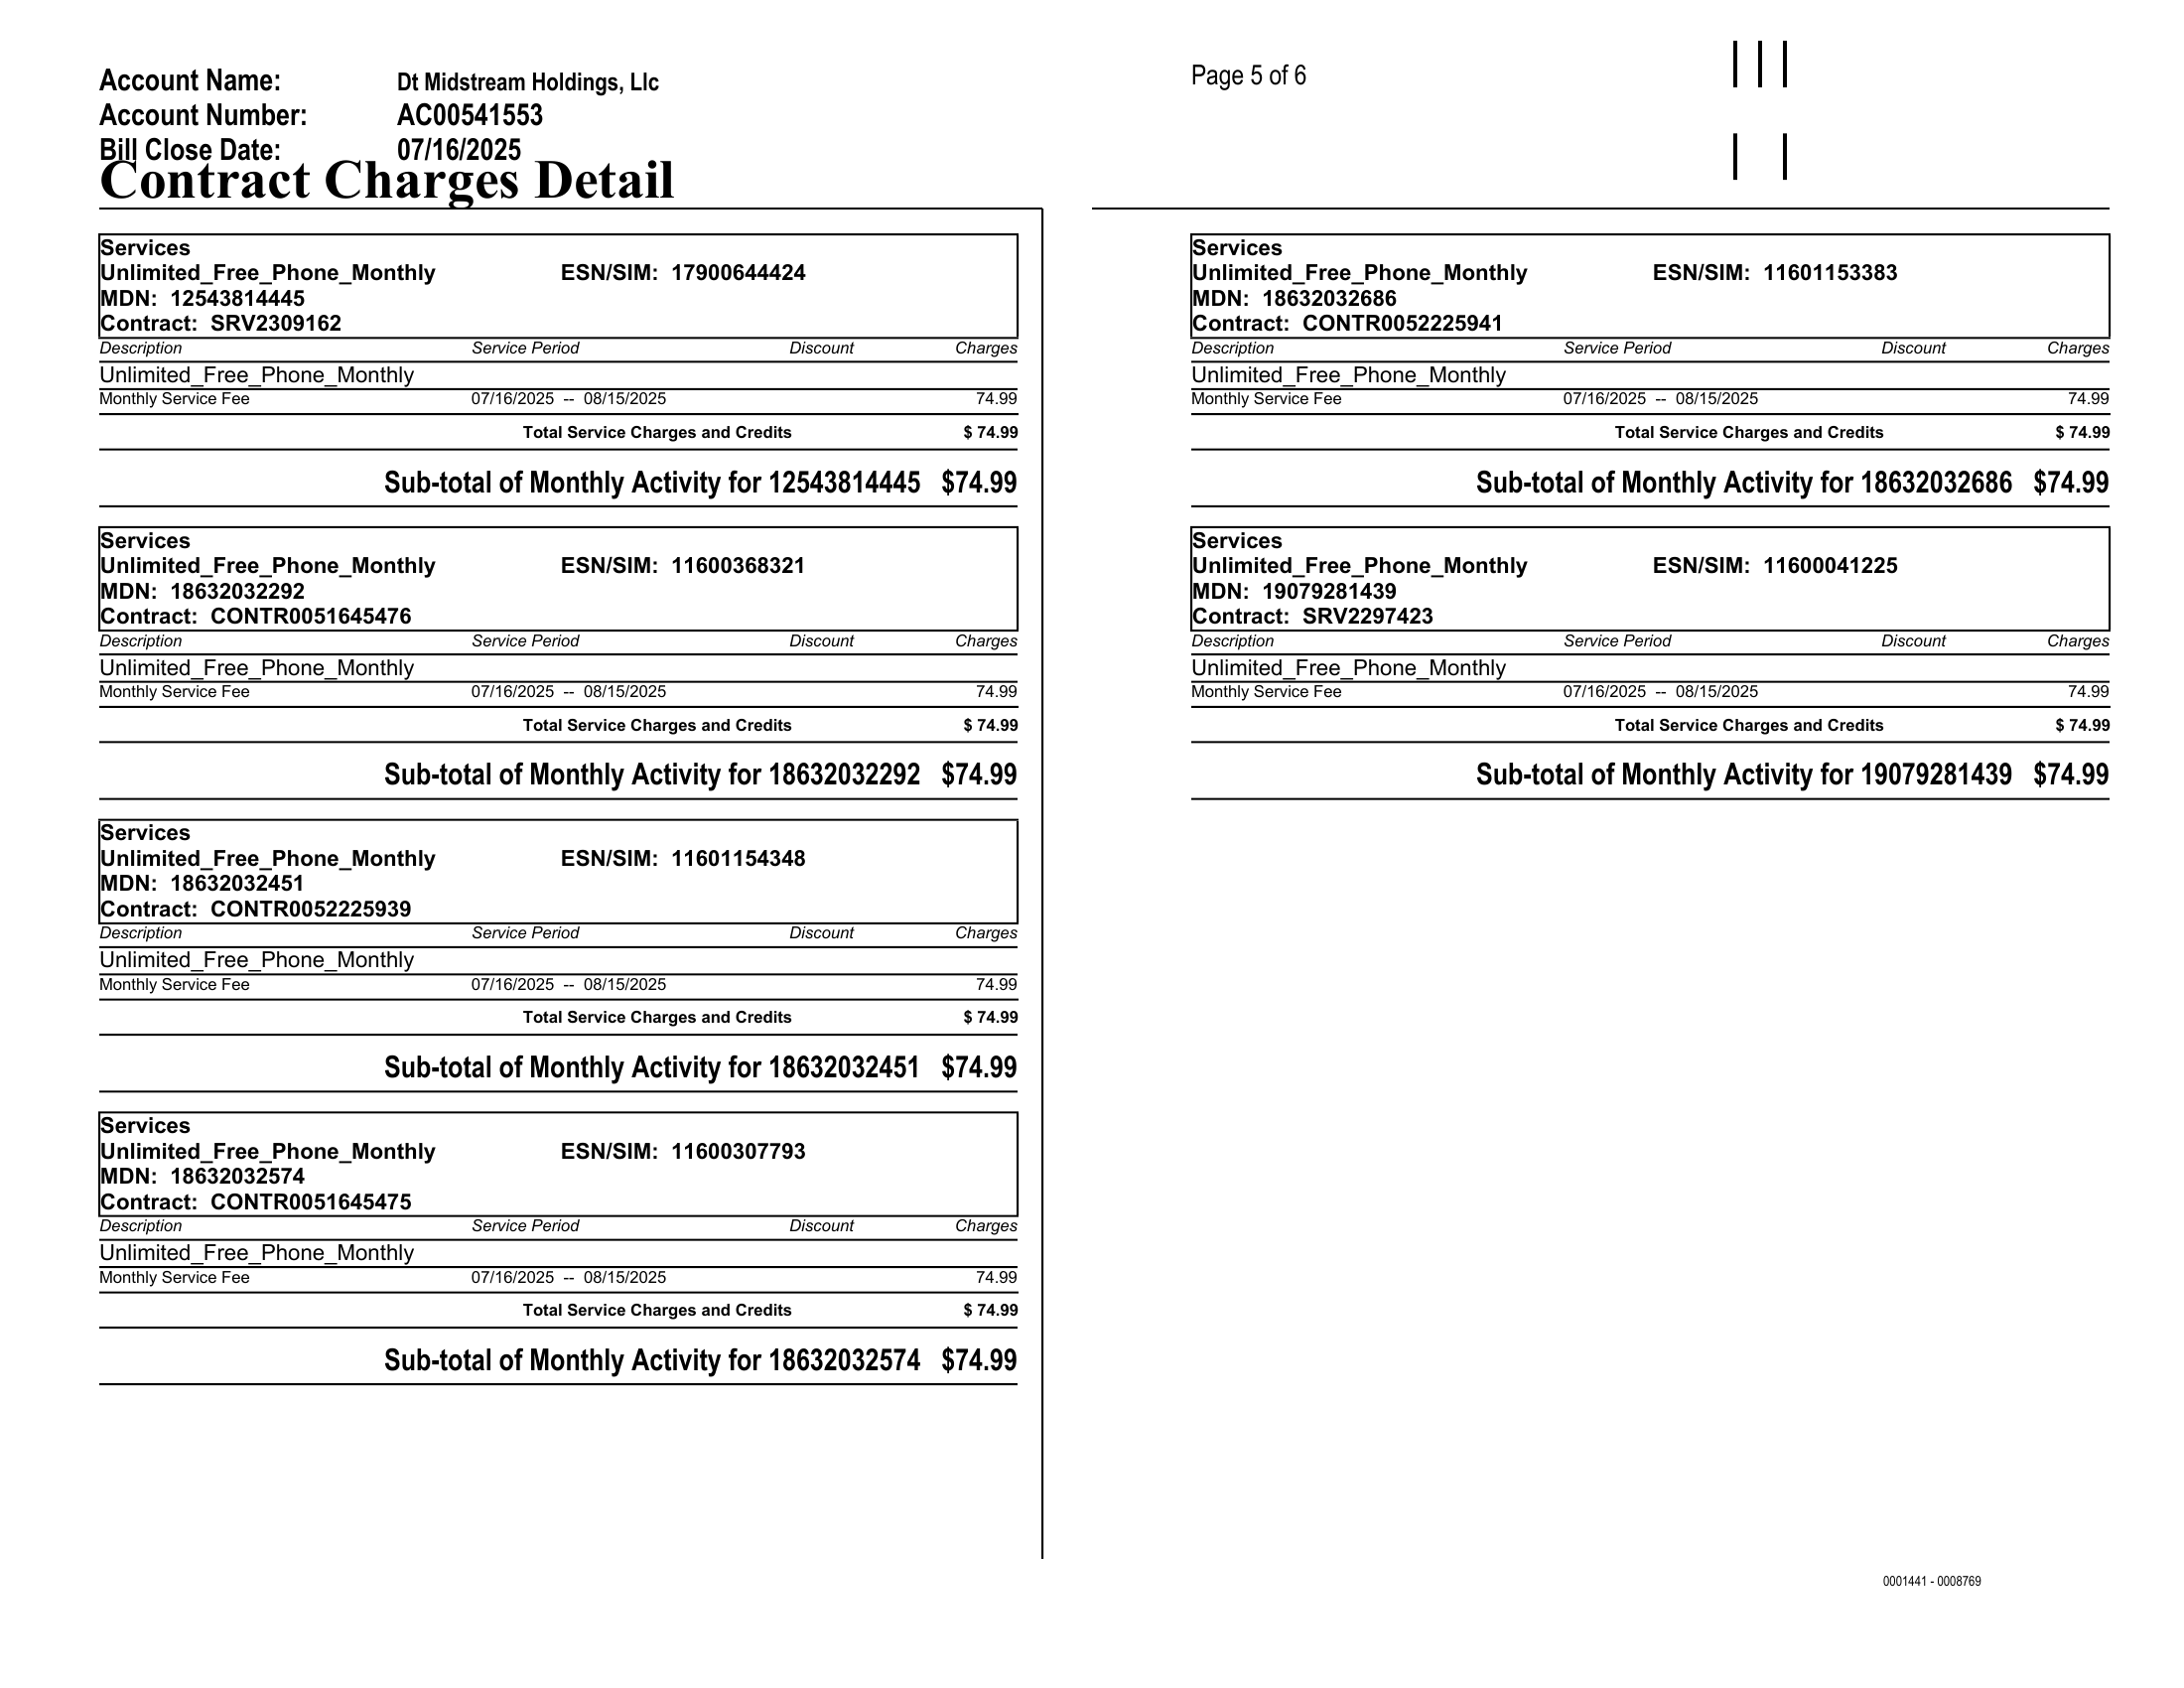 Account Name: Dt Midstream Holdings, Llc
Account Number: AC00541553
Bill Close Date: 07/16/2025
Page 5 of 6
Contract Charges Detail
Services
Unlimited_Free_Phone_Monthly ESN/SIM: 17900644424
MDN: 12543814445
Contract: SRV2309162
Description Service Period Discount Charges
Unlimited_Free_Phone_Monthly
Monthly Service Fee 07/16/2025 -- 08/15/2025 74.99
Total Service Charges and Credits $ 74.99
Sub-total of Monthly Activity for 12543814445 $74.99
Services
Unlimited_Free_Phone_Monthly ESN/SIM: 11600368321
MDN: 18632032292
Contract: CONTR0051645476
Description Service Period Discount Charges
Unlimited_Free_Phone_Monthly
Monthly Service Fee 07/16/2025 -- 08/15/2025 74.99
Total Service Charges and Credits $ 74.99
Sub-total of Monthly Activity for 18632032292 $74.99
Services
Unlimited_Free_Phone_Monthly ESN/SIM: 11601154348
MDN: 18632032451
Contract: CONTR0052225939
Description Service Period Discount Charges
Unlimited_Free_Phone_Monthly
Monthly Service Fee 07/16/2025 -- 08/15/2025 74.99
Total Service Charges and Credits $ 74.99
Sub-total of Monthly Activity for 18632032451 $74.99
Services
Unlimited_Free_Phone_Monthly ESN/SIM: 11600307793
MDN: 18632032574
Contract: CONTR0051645475
Description Service Period Discount Charges
Unlimited_Free_Phone_Monthly
Monthly Service Fee 07/16/2025 -- 08/15/2025 74.99
Total Service Charges and Credits $ 74.99
Sub-total of Monthly Activity for 18632032574 $74.99
Services
Unlimited_Free_Phone_Monthly ESN/SIM: 11601153383
MDN: 18632032686
Contract: CONTR0052225941
Description Service Period Discount Charges
Unlimited_Free_Phone_Monthly
Monthly Service Fee 07/16/2025 -- 08/15/2025 74.99
Total Service Charges and Credits $ 74.99
Sub-total of Monthly Activity for 18632032686 $74.99
Services
Unlimited_Free_Phone_Monthly ESN/SIM: 11600041225
MDN: 19079281439
Contract: SRV2297423
Description Service Period Discount Charges
Unlimited_Free_Phone_Monthly
Monthly Service Fee 07/16/2025 -- 08/15/2025 74.99
Total Service Charges and Credits $ 74.99
Sub-total of Monthly Activity for 19079281439 $74.99
0001441 - 0008769